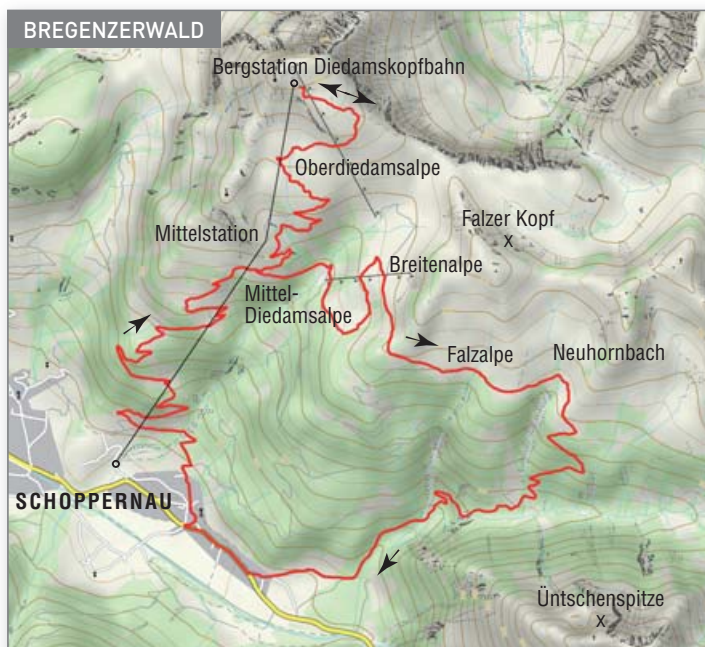 BREGENZERWALD
Bergstation Diedamskopfbahn
Oberdiedamsalpe
Falzer Kopf
x
Mittelstation
Breitenalpe
Mittel-
Diedamsalpe
Falzalpe
Neuhornbach
SCHOPPERNAU
Üntschenspitze
x